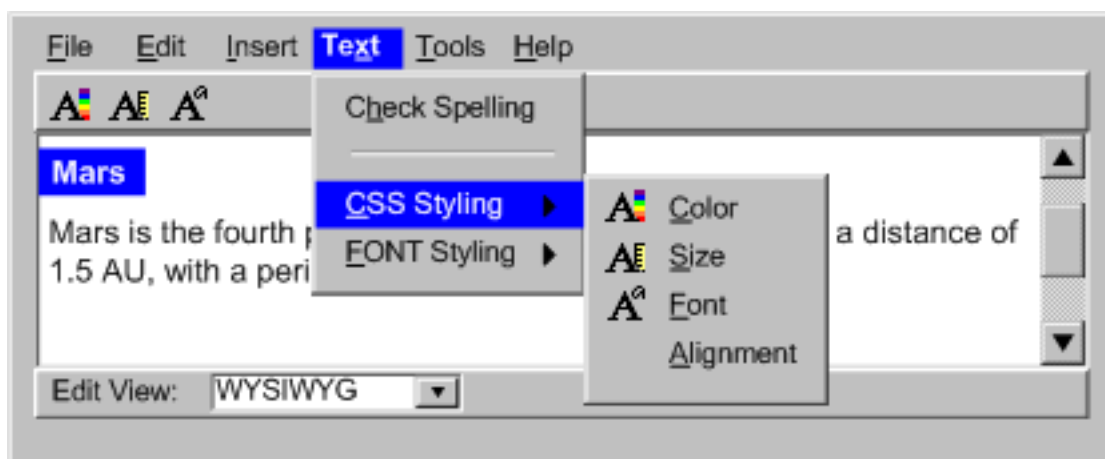 File Edit Insert Text Tools Help
Check Spelling
CSS Styling
FONT Styling
Color
Size
Font
Alignment
Mars
Mars is the fourth a distance of
1.5 AU, with a
Edit View: WYSIWYG